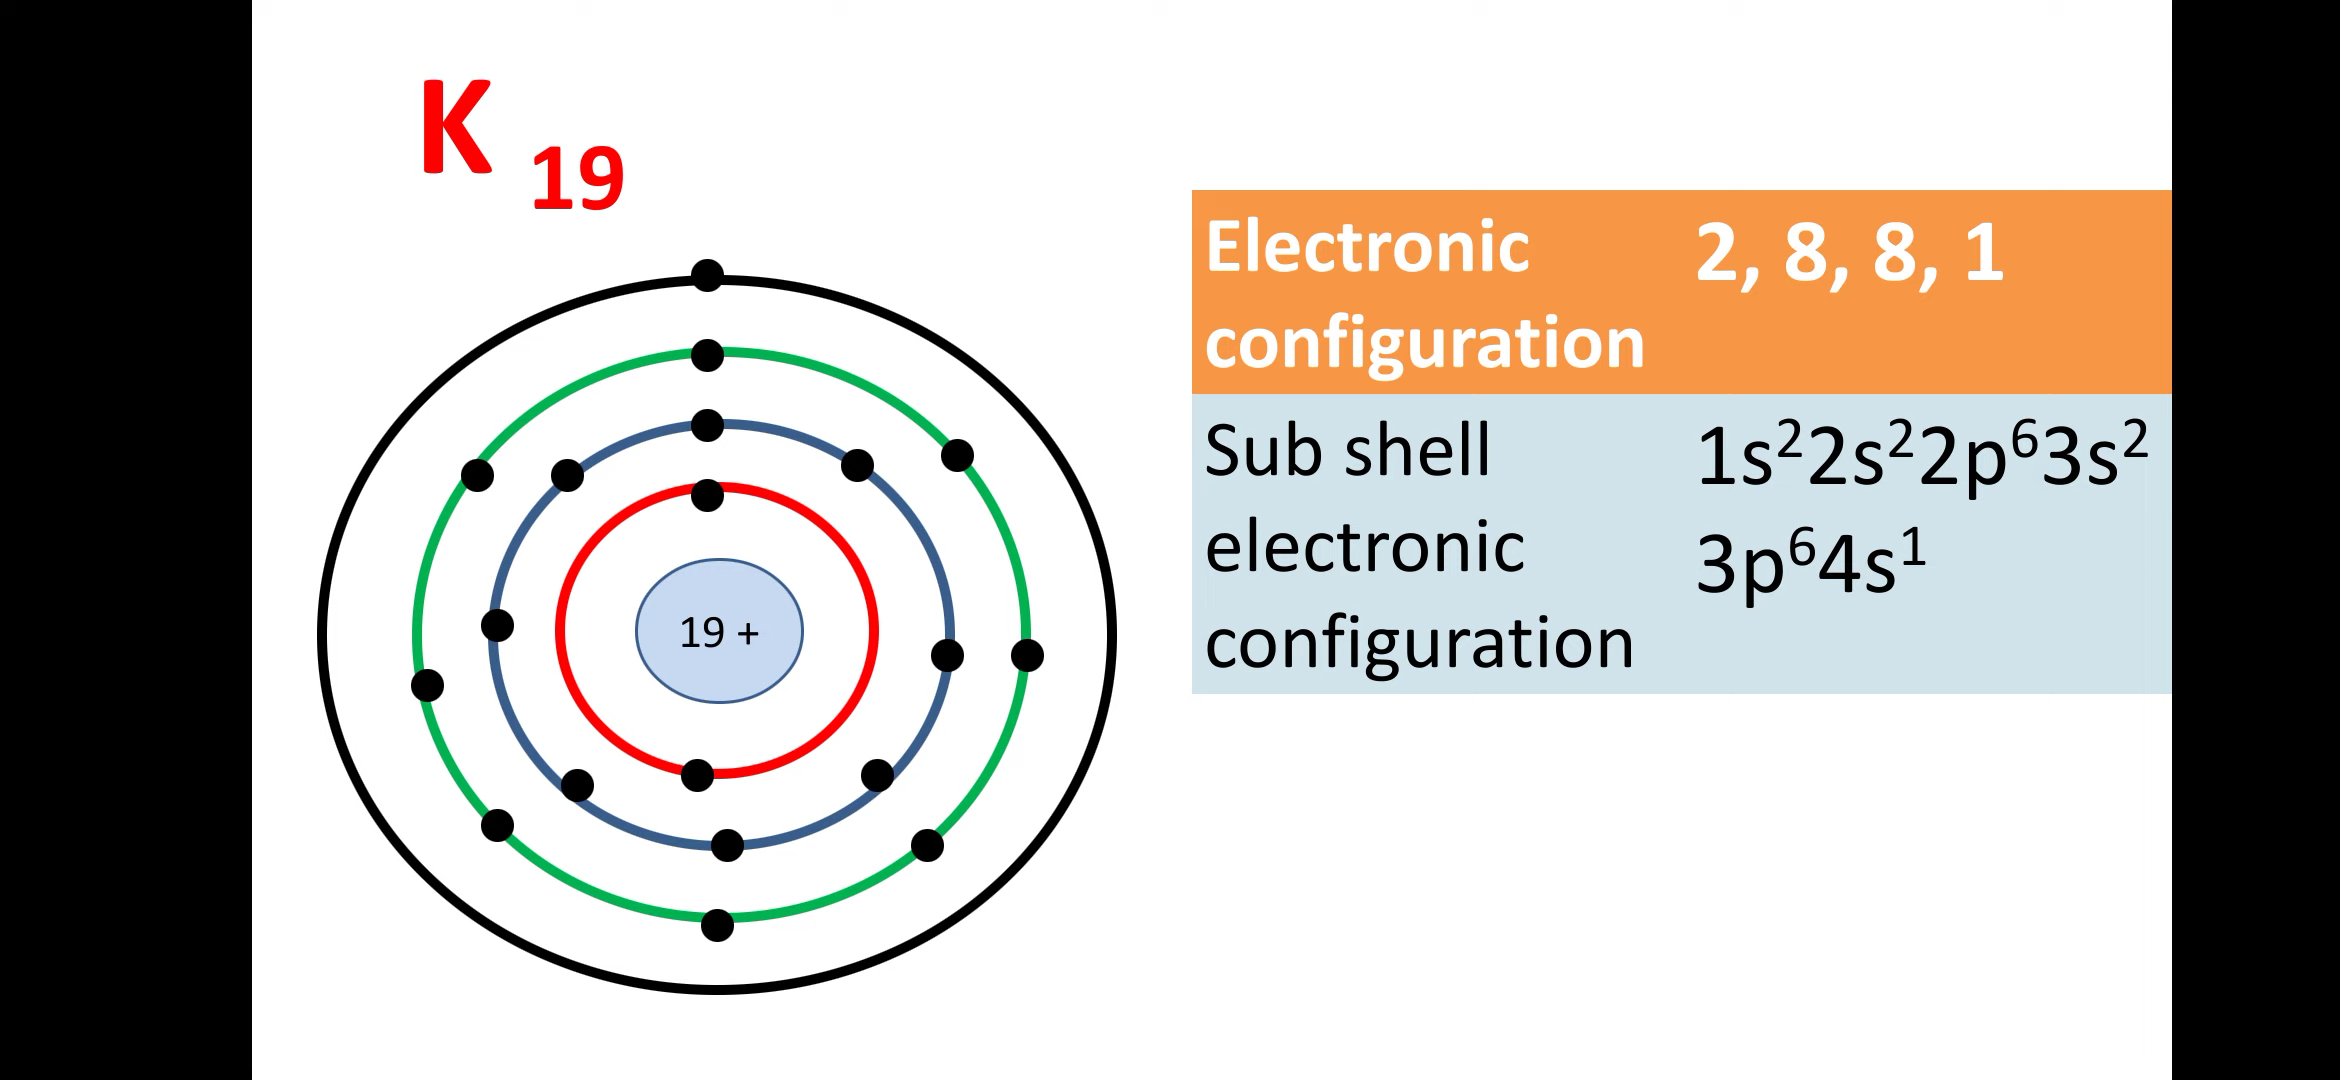 K 19
Electronic configuration
2, 8, 8, 1
19 +
Sub shell
electronic
configuration
1s²2s²2p⁶3s²
3p⁶4s¹